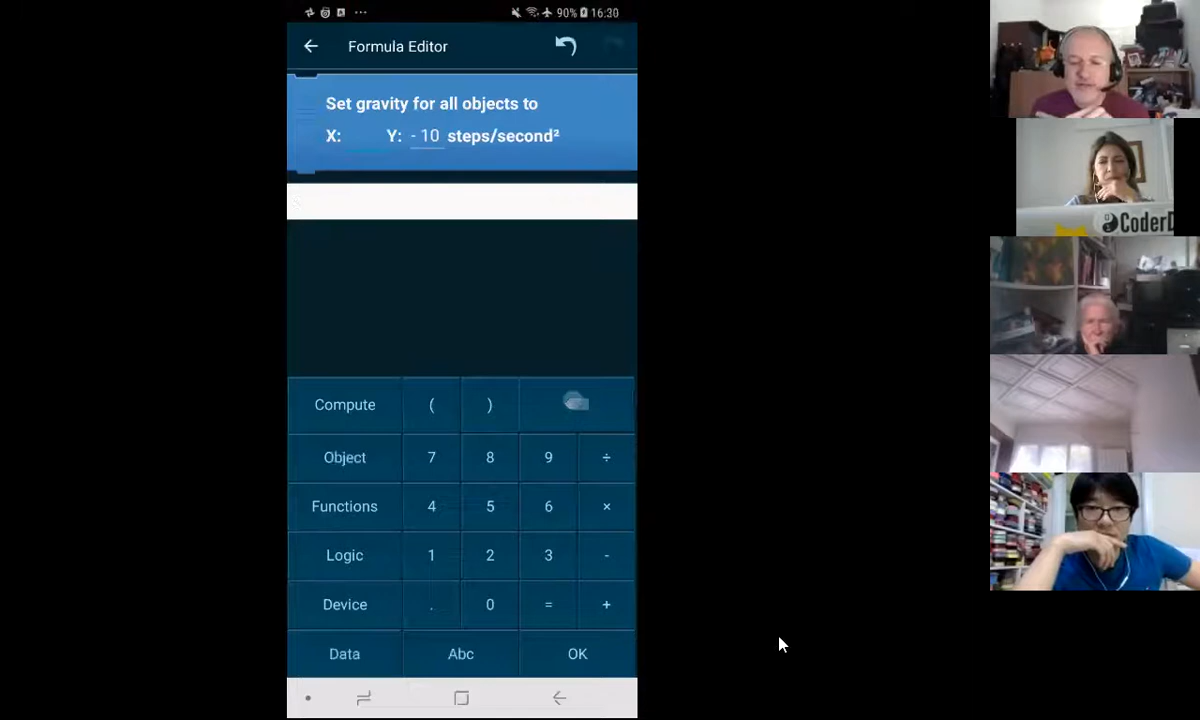 90% 16:30
Formula Editor
Set gravity for all objects to
X: Y: - 10 steps/second²
Compute ( )
Object 7 8 9 ÷
Functions 4 5 6 ×
Logic 1 2 3 -
Device . 0 = +
Data Abc OK
CoderD